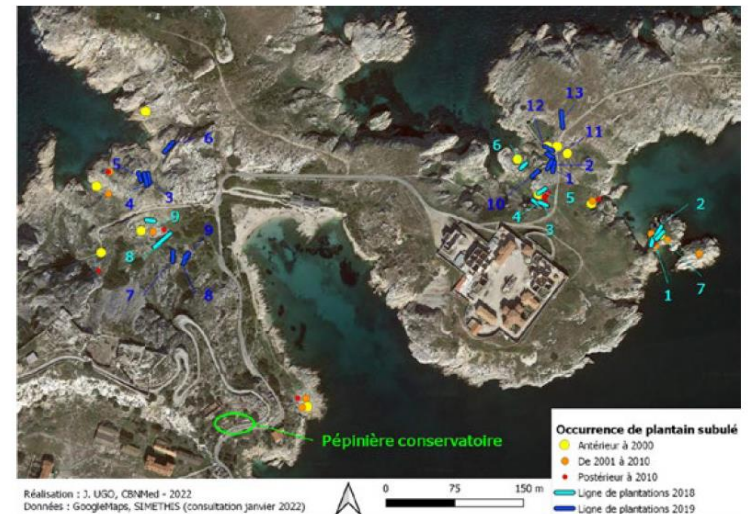 13
12
11
6
6
5
2
1
4
3
10
5
9
4
3
2
9
8
1
7
7
8
Pépinière conservatoire
Occurrence de plantain subulé
Antérieur à 2000
De 2001 à 2010
Postérieur à 2010
Ligne de plantations 2018
Ligne de plantations 2019
Réalisation : J. UGO, CBNMed - 2022
Données : GoogleMaps, SIMETHIS (consultation janvier 2022)
0 75 150 m